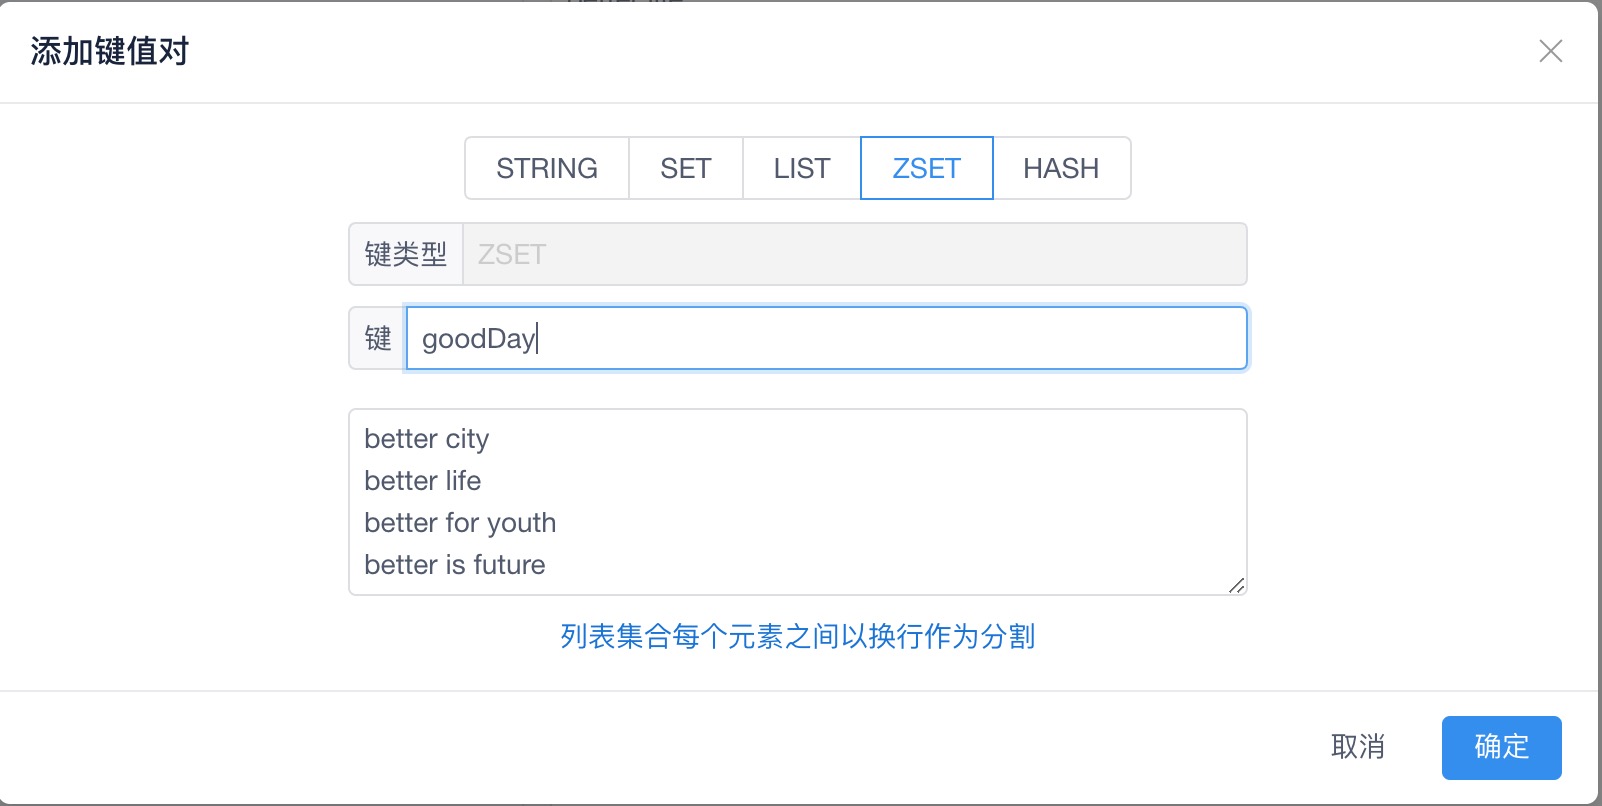 添加键值对
STRING SET LIST ZSET HASH
键类型 ZSET
键 goodDay
better city
better life
better for youth
better is future
列表集合每个元素之间以换行作为分割
取消 确定